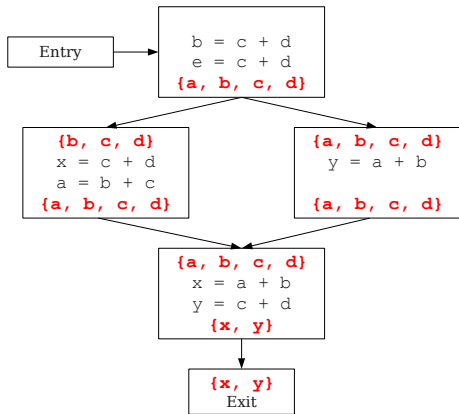 Entry
b = c + d
e = c + d
{a, b, c, d}
{b, c, d}
x = c + d
a = b + c
{a, b, c, d}
{a, b, c, d}
y = a + b
{a, b, c, d}
{a, b, c, d}
x = a + b
y = c + d
{x, y}
{x, y}
Exit